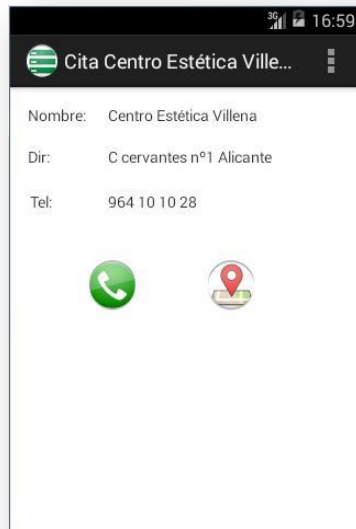 3G 16:59
Cita Centro Estética Ville...
Nombre: Centro Estética Villena
Dir: C cervantes nº1 Alicante
Tel: 964 10 10 28